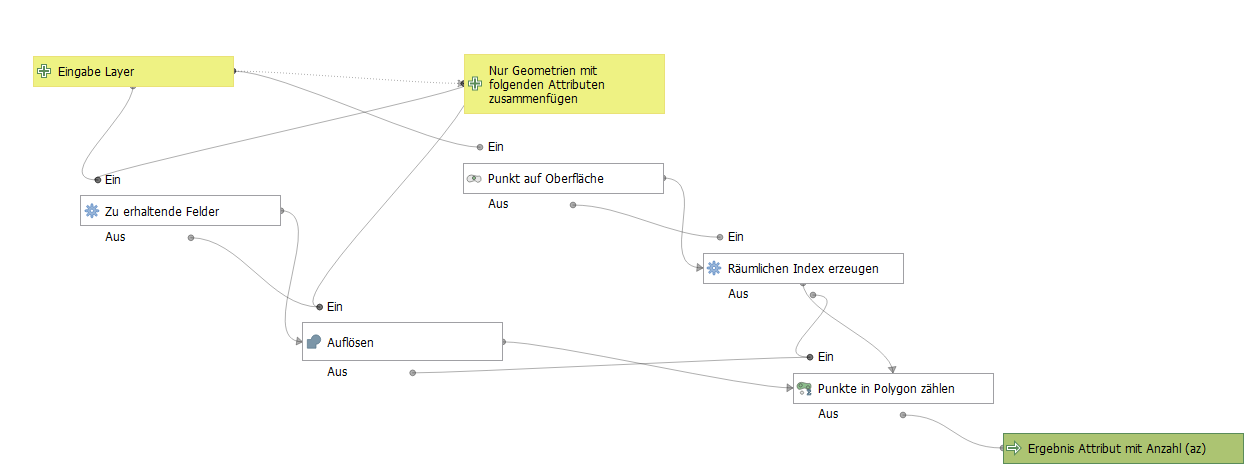 Eingabe Layer
Nur Geometrien mit
folgenden Attributen
zusammenfügen
Ein
Ein
Punkt auf Oberfläche
Aus
Zu erhaltende Felder
Aus
Ein
Räumlichen Index erzeugen
Aus
Ein
Auflösen
Aus
Ein
Punkte in Polygon zählen
Aus
Ergebnis Attribut mit Anzahl (az)